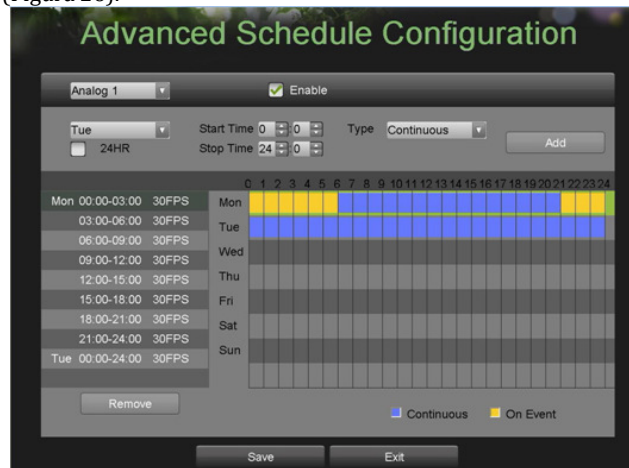 (Figura 28).
Advanced Schedule Configuration
Analog 1 Enable
Tue Start Time 0 : 0 Type Continuous Add
24HR Stop Time 24 : 0
0 1 2 3 4 5 6 7 8 9 10 11 12 13 14 15 16 17 18 19 20 21 22 23 24
Mon 00:00-03:00 30FPS Mon
03:00-06:00 30FPS
Tue
06:00-09:00 30FPS
Wed
09:00-12:00 30FPS
12:00-15:00 30FPS Thu
15:00-18:00 30FPS Fri
18:00-21:00 30FPS
Sat
21:00-24:00 30FPS
Sun
Tue 00:00-24:00 30FPS
Remove
Continuous On Event
Save Exit